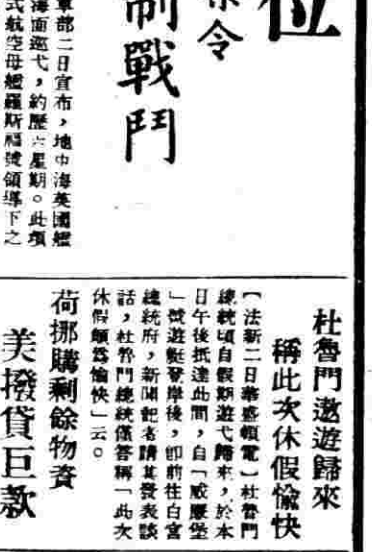 位
令
制戰鬥
軍部二日宣布，地中海英國艦
海面巡弋，約歷六星期。此項
式航空母艦羅斯福號領導下之
杜魯門遨遊歸來
稱此次休假愉快
【法新二日華盛頓電】杜魯門
總統頃自假期遊弋歸來，於本
日午後抵達此間，自「威廉堡
」號遊艇登岸後，卽前往白宮
總統府，新聞記者請其發表談
話，杜魯門總統僅答稱「此次
休假頗爲愉快」云。
荷挪購剩餘物資
美撥貸巨款